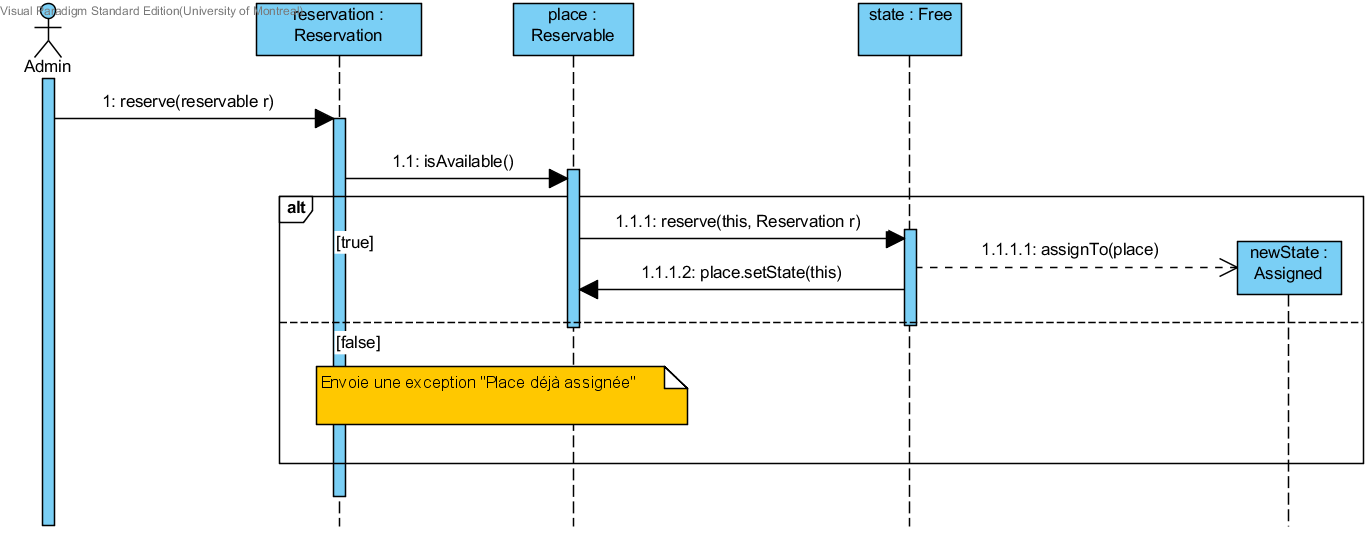 Visual Paradigm Standard Edition(University of Montreal)
reservation :
Reservation
place :
Reservable
state : Free
Admin
1: reserve(reservable r)
1.1: isAvailable()
alt
1.1.1: reserve(this, Reservation r)
[true]
1.1.1.1: assignTo(place)
newState :
Assigned
1.1.1.2: place.setState(this)
[false]
Envoie une exception "Place déjà assignée"